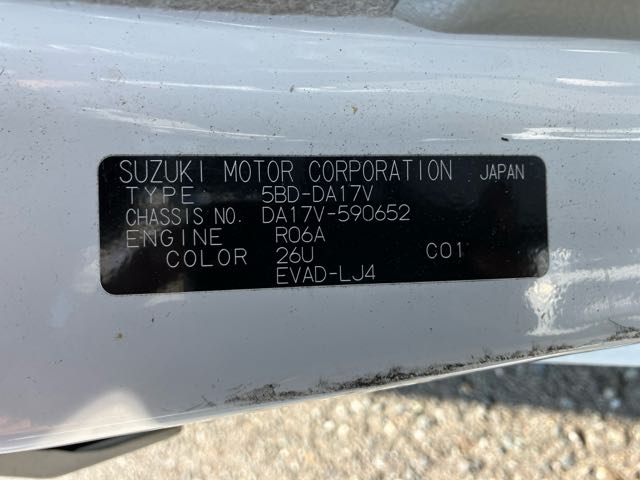 SUZUKI MOTOR CORPORATION JAPAN
TYPE 5BD-DA17V
CHASSIS NO. DA17V-590652
ENGINE R06A
COLOR 26U C01
EVAD-LJ4